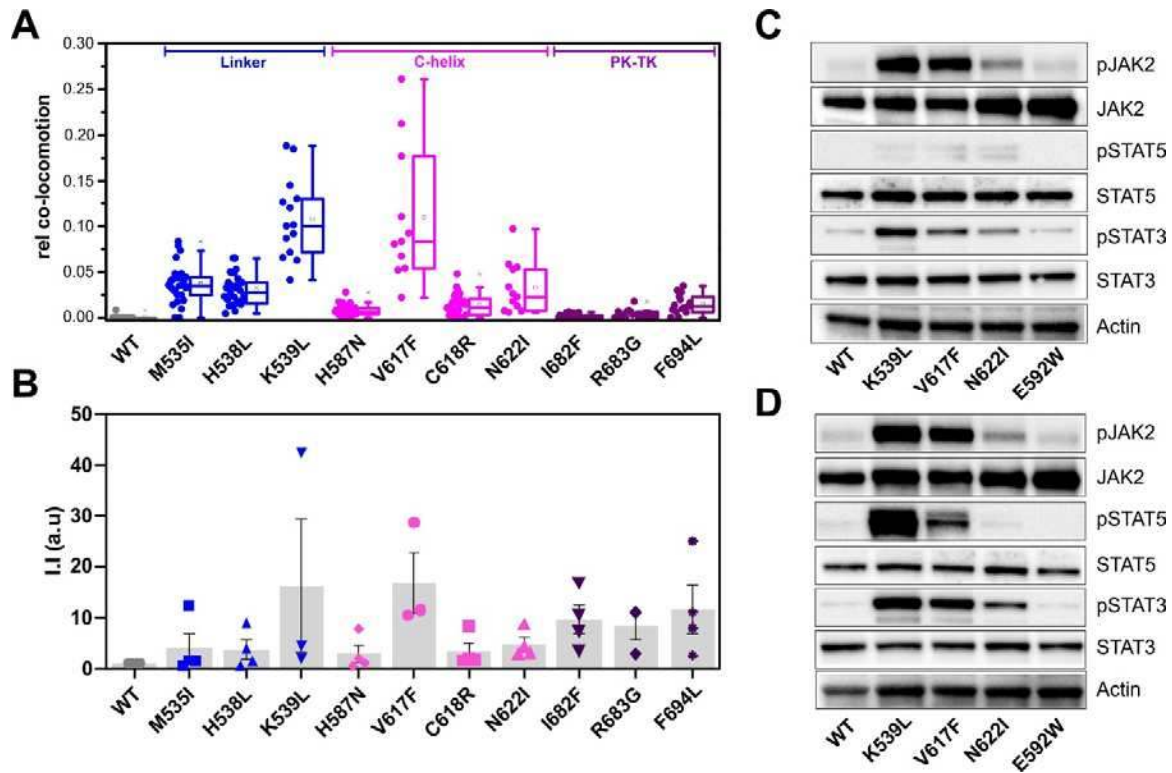 A
0.30
0.25
0.20
0.15
0.10
0.05
0.00
rel co-locomotion
Linker
C-helix
PK-TK
WT
M535I
H538L
K539L
H587N
V617F
C618R
N622I
I682F
R683G
F694L
B
50
40
30
20
10
0
I.I (a.u)
WT
M535I
H538L
K539L
H587N
V617F
C618R
N622I
I682F
R683G
F694L
C
pJAK2
JAK2
pSTAT5
STAT5
pSTAT3
STAT3
Actin
WT
K539L
V617F
N622I
E592W
D
pJAK2
JAK2
pSTAT5
STAT5
pSTAT3
STAT3
Actin
WT
K539L
V617F
N622I
E592W